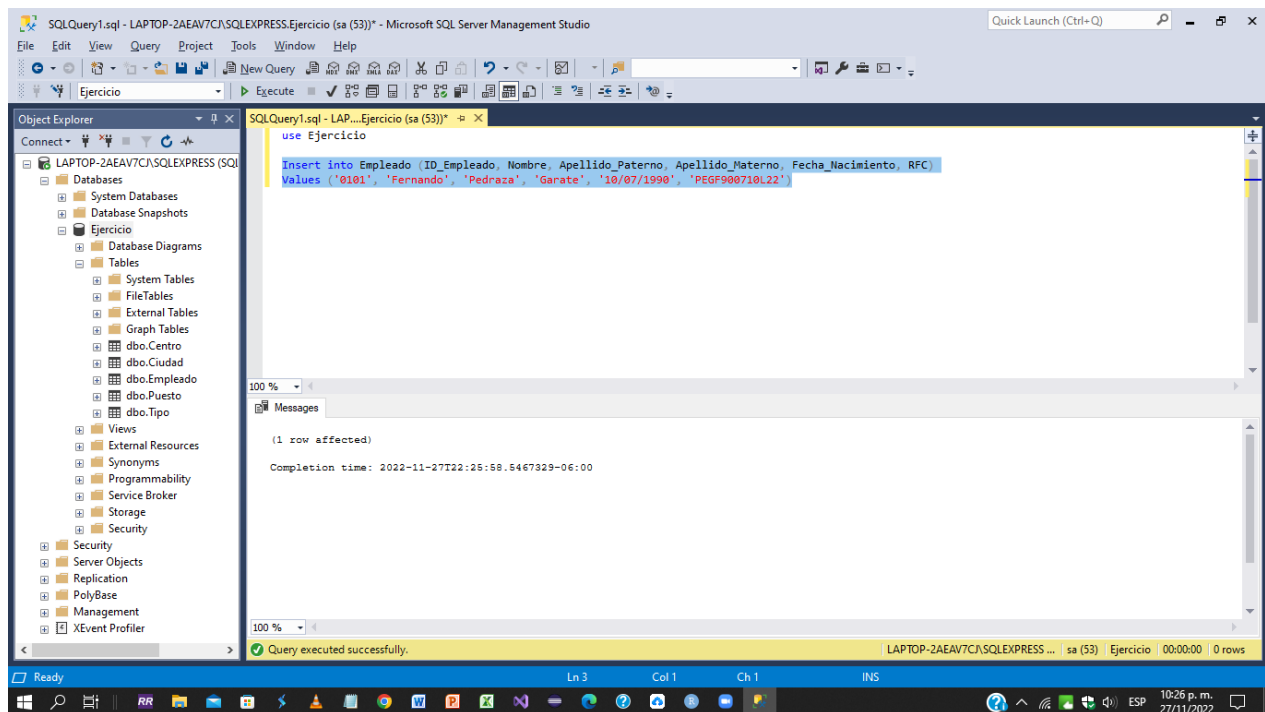 SQLQuery1.sql - LAPTOP-2AEAV7CJ\SQLEXPRESS.Ejercicio (sa (53))* - Microsoft SQL Server Management Studio
Quick Launch (Ctrl+Q)
File Edit View Query Project Tools Window Help
New Query
Ejercicio
Execute
Object Explorer
SQLQuery1.sql - LAP....Ejercicio (sa (53))*
Connect
LAPTOP-2AEAV7CJ\SQLEXPRESS (SQL
Databases
System Databases
Database Snapshots
Ejercicio
Database Diagrams
Tables
System Tables
FileTables
External Tables
Graph Tables
dbo.Centro
dbo.Ciudad
dbo.Empleado
dbo.Puesto
dbo.Tipo
Views
External Resources
Synonyms
Programmability
Service Broker
Storage
Security
Security
Server Objects
Replication
PolyBase
Management
XEvent Profiler
use Ejercicio
Insert into Empleado (ID_Empleado, Nombre, Apellido_Paterno, Apellido_Materno, Fecha_Nacimiento, RFC)
Values ('0101', 'Fernando', 'Pedraza', 'Garate', '10/07/1990', 'PEGF900710L22')
100 %
Messages
(1 row affected)
Completion time: 2022-11-27T22:25:58.5467329-06:00
100 %
Query executed successfully.
LAPTOP-2AEAV7CJ\SQLEXPRESS ... sa (53) Ejercicio 00:00:00 0 rows
Ready Ln 3 Col 1 Ch 1 INS
RR
ESP
10:26 p. m.
27/11/2022